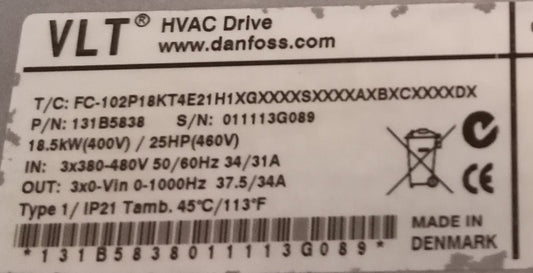 VLT® HVAC Drive
www.danfoss.com
T/C: FC-102P18KT4E21H1XGXXXXSXXXXAXBXCXXXXDX
P/N: 131B5838 S/N: 011113G089
18.5kW(400V) / 25HP(460V)
IN: 3x380-480V 50/60Hz 34/31A
OUT: 3x0-Vin 0-1000Hz 37.5/34A
Type 1/ IP21 Tamb. 45°C/113°F
CE
*131B5838011113G089*
MADE IN
DENMARK